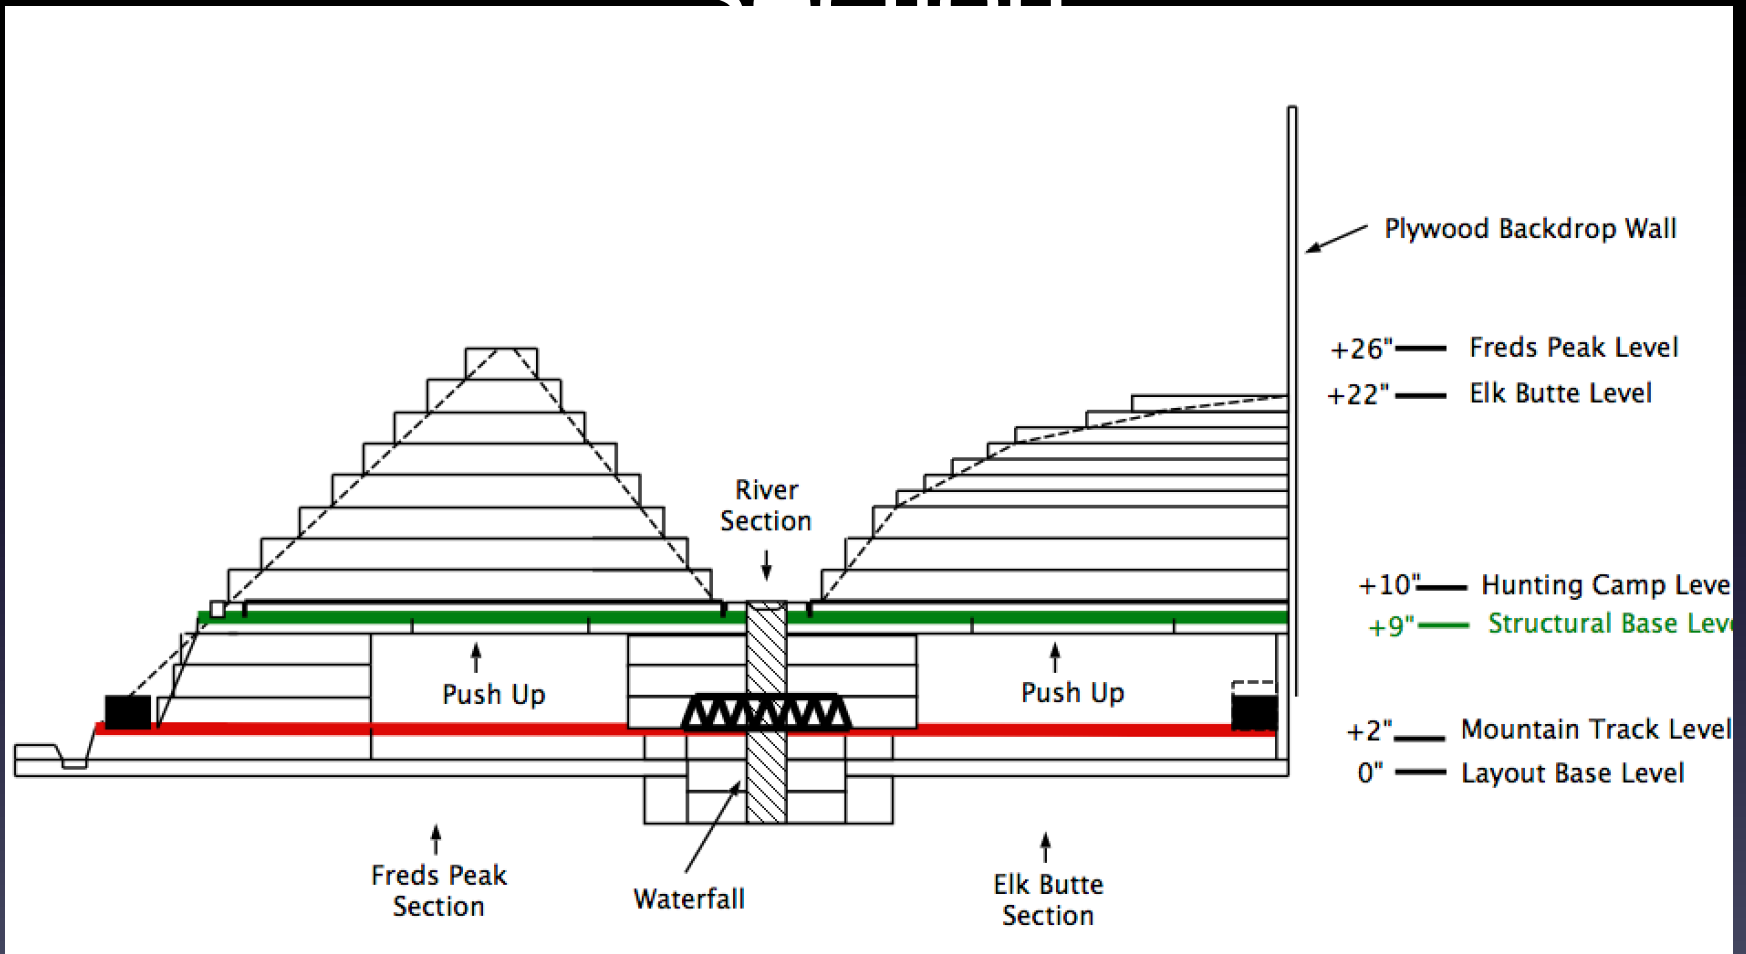 Plywood Backdrop Wall
+26" Freds Peak Level
+22" Elk Butte Level
River
Section
+10" Hunting Camp Leve
+9" Structural Base Lev
Push Up
Push Up
+2" Mountain Track Level
0" Layout Base Level
Freds Peak
Section
Waterfall
Elk Butte
Section